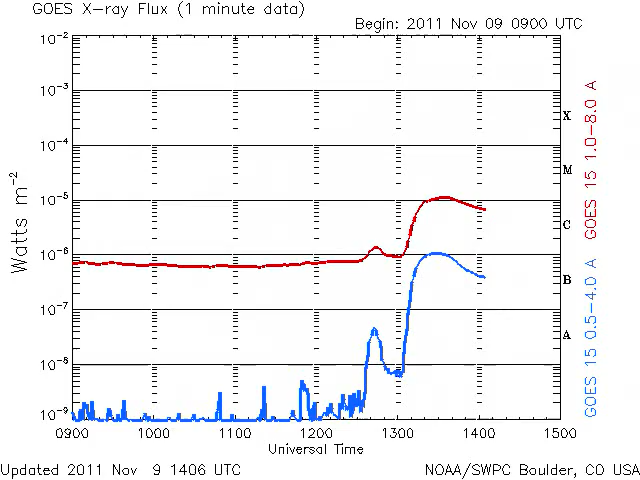 GOES X-ray Flux (1 minute data)
Begin: 2011 Nov 09 0900 UTC
10⁻²
10⁻³
10⁻⁴
10⁻⁵
10⁻⁶
10⁻⁷
10⁻⁸
10⁻⁹
Watts m⁻²
X
M
C
B
A
GOES 15 1.0-8.0 A
GOES 15 0.5-4.0 A
0900 1000 1100 1200 1300 1400 1500
Universal Time
Updated 2011 Nov 9 1406 UTC
NOAA/SWPC Boulder, CO USA